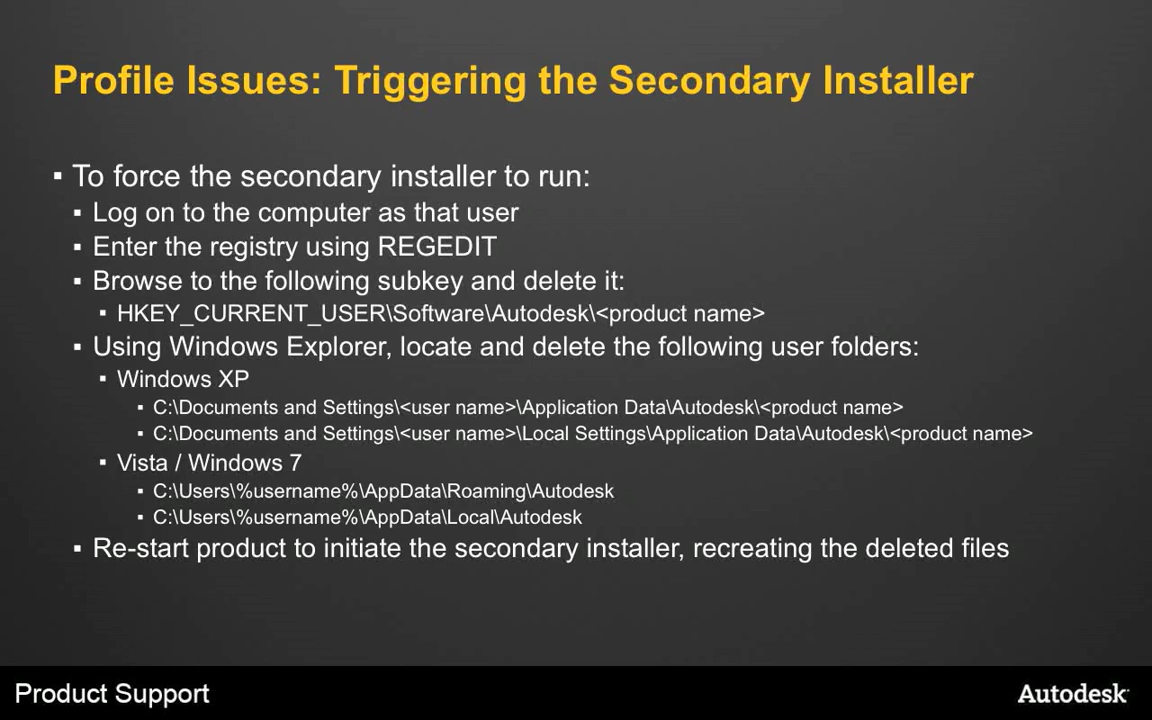 Profile Issues: Triggering the Secondary Installer
▪ To force the secondary installer to run:
▪ Log on to the computer as that user
▪ Enter the registry using REGEDIT
▪ Browse to the following subkey and delete it:
▪ HKEY_CURRENT_USER\Software\Autodesk\<product name>
▪ Using Windows Explorer, locate and delete the following user folders:
▪ Windows XP
▪ C:\Documents and Settings\<user name>\Application Data\Autodesk\<product name>
▪ C:\Documents and Settings\<user name>\Local Settings\Application Data\Autodesk\<product name>
▪ Vista / Windows 7
▪ C:\Users\%username%\AppData\Roaming\Autodesk
▪ C:\Users\%username%\AppData\Local\Autodesk
▪ Re-start product to initiate the secondary installer, recreating the deleted files
Product Support
Autodesk